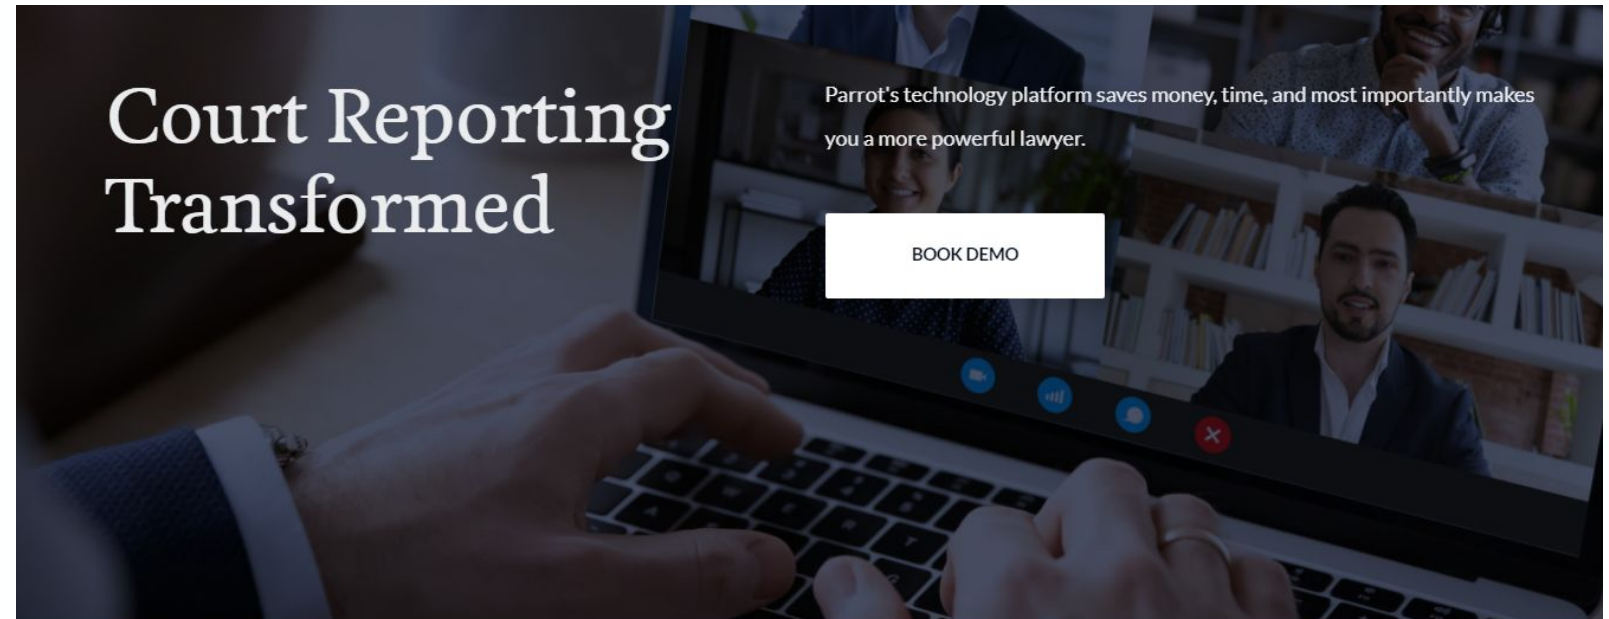 Court Reporting
Transformed
Parrot's technology platform saves money, time, and most importantly makes
you a more powerful lawyer.
BOOK DEMO